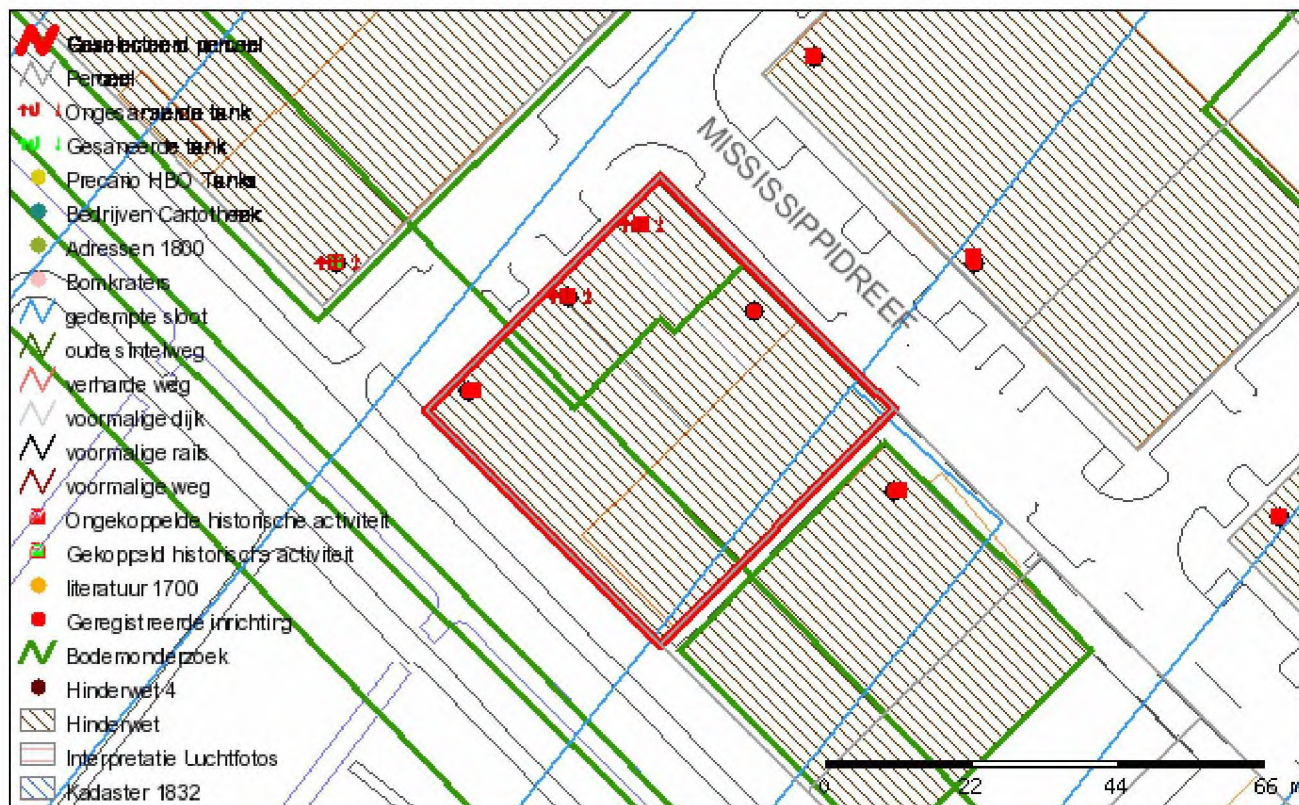 Geselecteerd perceel
Perceel
Ongesaneerde tank
Gesaneerde tank
Precario HBO Tanks
Bedrijven Cartotheek
Adressen 1800
Bomkraters
gedempte sloot
oude sintelweg
verharde weg
voormalige dijk
voormalige rails
voormalige weg
Ongekoppelde historische activiteit
Gekoppeld historische activiteit
literatuur 1700
Geregistreerde inrichting
Bodemonderzoek
Hinderwet 4
Hinderwet
Interpretatie Luchtfotos
Kadaster 1832
MISSISSIPPIDREEF
0 22 44 66 m